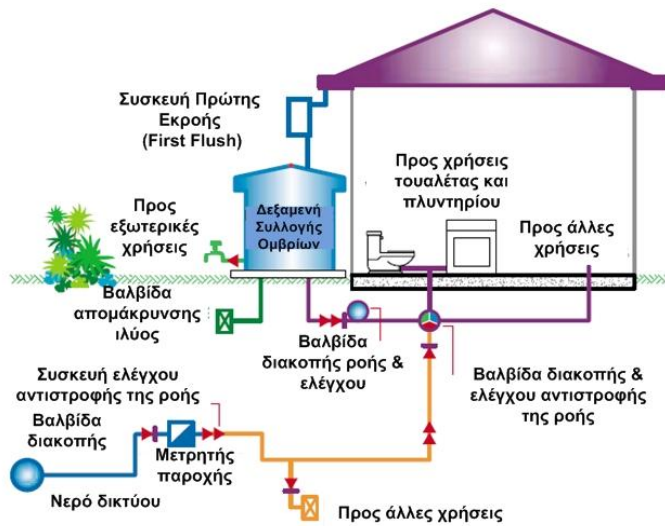 Συσκευή Πρώτης
Εκροής
(First Flush)
Προς χρήσεις
τουαλέτας και
πλυντηρίου
Προς
εξωτερικές
χρήσεις
Δεξαμενή
Συλλογής
Ομβρίων
Προς άλλες
χρήσεις
Βαλβίδα
απομάκρυνσης
ιλύος
Βαλβίδα
διακοπής ροής &
ελέγχου
Βαλβίδα διακοπής &
ελέγχου αντιστροφής
της ροής
Συσκευή ελέγχου
αντιστροφής της ροής
Βαλβίδα
διακοπής
Μετρητής
παροχής
Νερό δικτύου
Προς άλλες χρήσεις